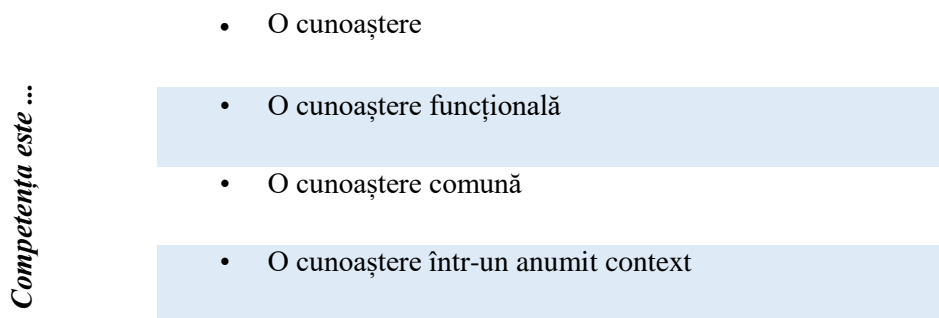 Competența este ...
• O cunoaștere
• O cunoaștere funcțională
• O cunoaștere comună
• O cunoaștere într-un anumit context